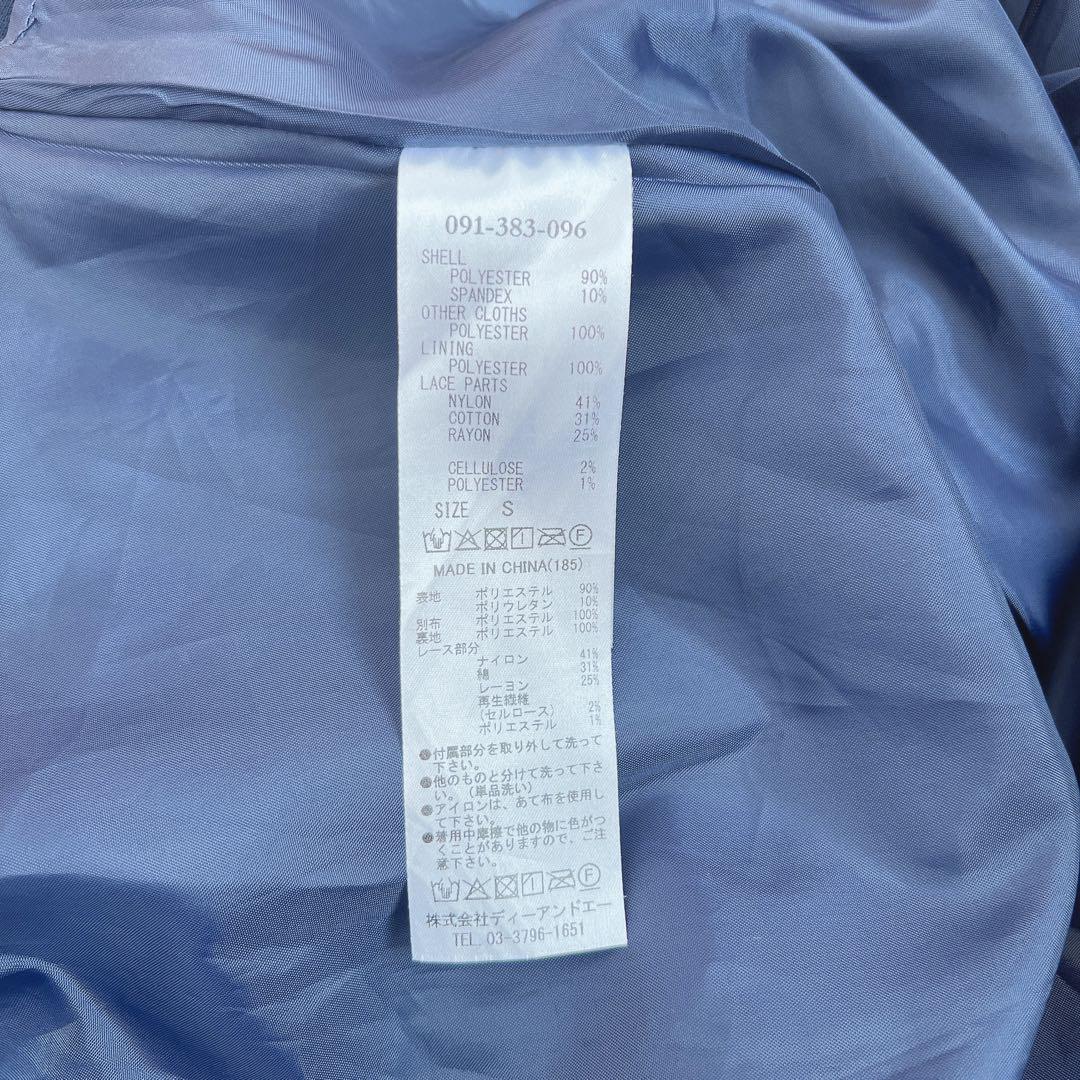 091-383-096
SHELL
POLYESTER 90%
SPANDEX 10%
OTHER CLOTHS
POLYESTER 100%
LINING
POLYESTER 100%
LACE PARTS
NYLON 41%
COTTON 31%
RAYON 25%
CELLULOSE 2%
POLYESTER 1%
SIZE S
F
MADE IN CHINA(185)
表地 ポリエステル 90%
ポリウレタン 10%
別布 ポリエステル 100%
裏地 ポリエステル 100%
レース部分
ナイロン 41%
綿 31%
レーヨン 25%
再生繊維
(セルロース) 2%
ポリエステル 1%
●付属部分を取り外して洗って
下さい。
●他のものと分けて洗って下さ
い。(単品洗い)
●アイロンは、あて布を使用し
て下さい。
●着用中摩擦で他の物に色がつ
くことがありますので、ご注
意下さい。
F
株式会社ディーアンドエー
TEL. 03-3796-1651